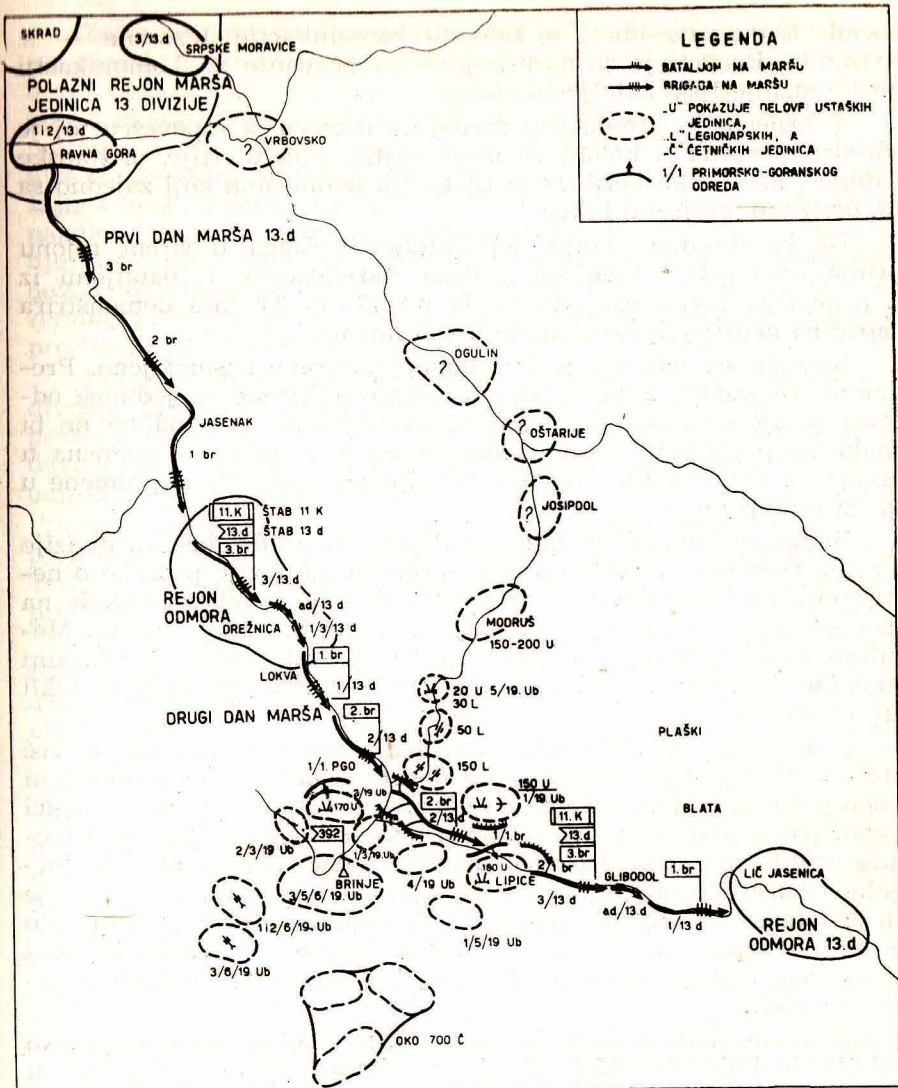 SKRAD
3/13.d
SRPSKE MORAVICE
POLAZNI REJON MARŠA
JEDINICA 13. DIVIZIJE
1 i 2/13.d
RAVNA GORA
?
VRBOVSKO
LEGENDA
BATALJON NA MARŠU
BRIGADA NA MARŠU
„U" POKAZUJE DELOVE USTAŠKIH
JEDINICA,
„L" LEGIONARSKIH, A
„Č" ČETNIČKIH JEDINICA
1/1 PRIMORSKO-GORANSKOG
ODREDA
PRVI DAN MARŠA 13.d
3 br
2 br
JASENAK
1 br
OGULIN
?
? OŠTARIJE
JOSIPDOL
?
11.K ŠTAB 11 K
13.d ŠTAB 13 d
3.br
3/13.d
REJON
ODMORA
ad/13.d
DREŽNICA 1/3/13 d
LOKVA
1.br
1/13.d
MODRUŠ
150-200 U
20 U 5/19.Ub
30 L
DRUGI DAN MARŠA
2.br
2/13.d
50 L
PLAŠKI
150 L
1/1. PGO
2/19 Ub
170 U
150 U
1/19. Ub
2.br
2/13.d
11.K
13.d
3.br
BLATA
392
2/3/19 Ub
1/3/19.Ub
1/1 br
2/1 br
BRINJE
3/5/6/19.Ub
4/19 Ub
160 U
LIPICE
GLIBODOL
1.br
LIČ JASENICA
3/13 d
ad/13.d
1/13.d
REJON
ODMORA 13.d
1i2/6/19.Ub
1/5/19 Ub
3/6/19.Ub
OKO 700 Č